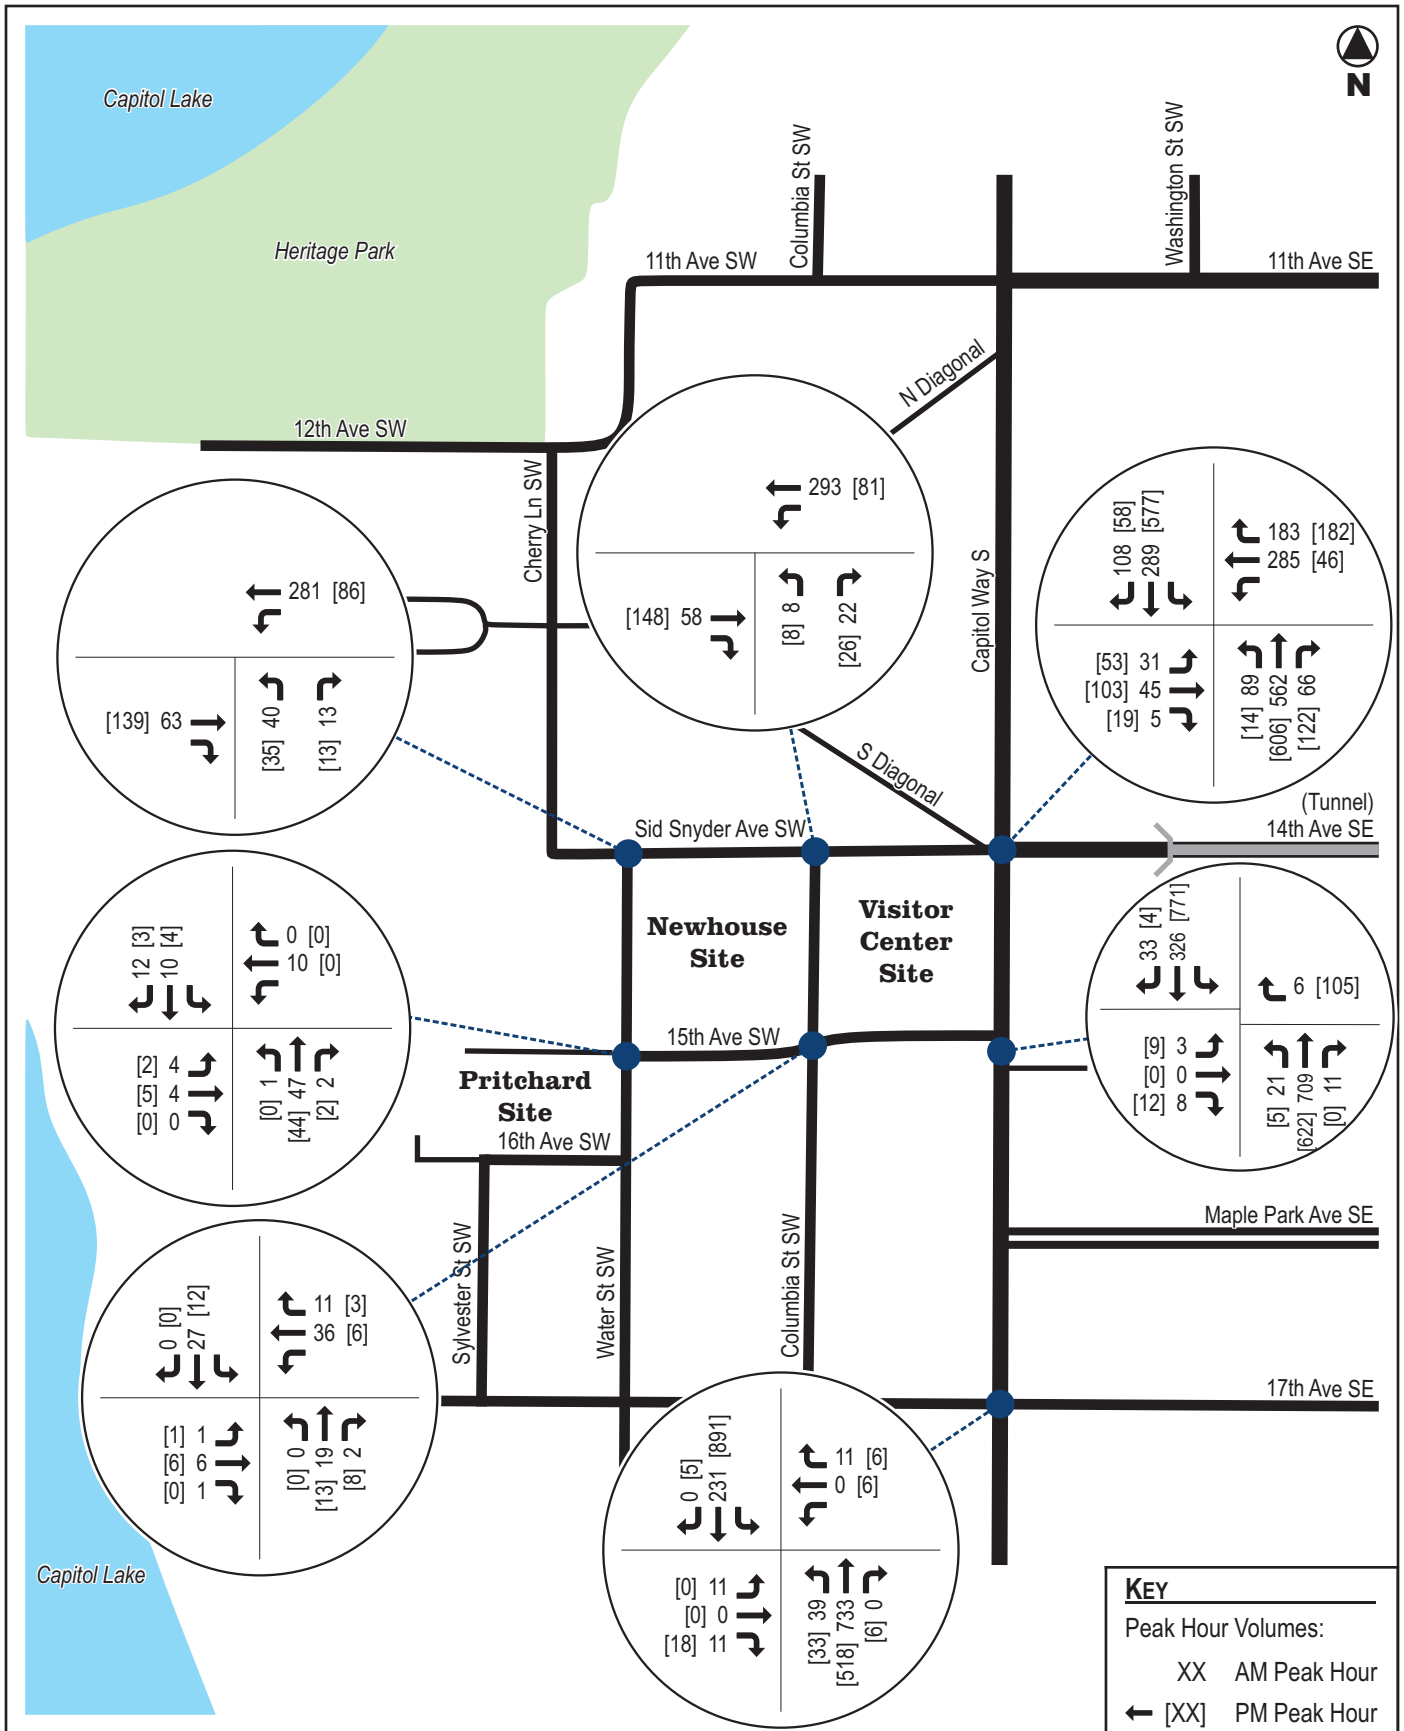 N
Capitol Lake
Heritage Park
Columbia St SW
Washington St SW
11th Ave SW
11th Ave SE
N Diagonal
12th Ave SW
Cherry Ln SW
Capitol Way S
293 [81]
[148] 58
[8] 8
[26] 22
108 [58]
289 [577]
183 [182]
285 [46]
[53] 31
[103] 45
[19] 5
[14] 89
[606] 562
[122] 66
281 [86]
[139] 63
[35] 40
[13] 13
S Diagonal
(Tunnel)
14th Ave SE
Sid Snyder Ave SW
Newhouse
Site
Visitor
Center
Site
12 [3]
10 [4]
0 [0]
10 [0]
[2] 4
[5] 4
[0] 0
[0] 1
[44] 47
[2] 2
33 [4]
326 [771]
6 [105]
[9] 3
[0] 0
[12] 8
[5] 21
[622] 709
[0] 11
15th Ave SW
Pritchard
Site
16th Ave SW
Maple Park Ave SE
Sylvester St SW
Water St SW
Columbia St SW
0 [0]
27 [12]
11 [3]
36 [6]
[1] 1
[6] 6
[0] 1
[0] 0
[13] 19
[8] 2
17th Ave SE
0 [5]
231 [891]
11 [6]
0 [6]
[0] 11
[0] 0
[18] 11
[33] 39
[518] 733
[6] 0
Capitol Lake
KEY
Peak Hour Volumes:
XX AM Peak Hour
[XX] PM Peak Hour